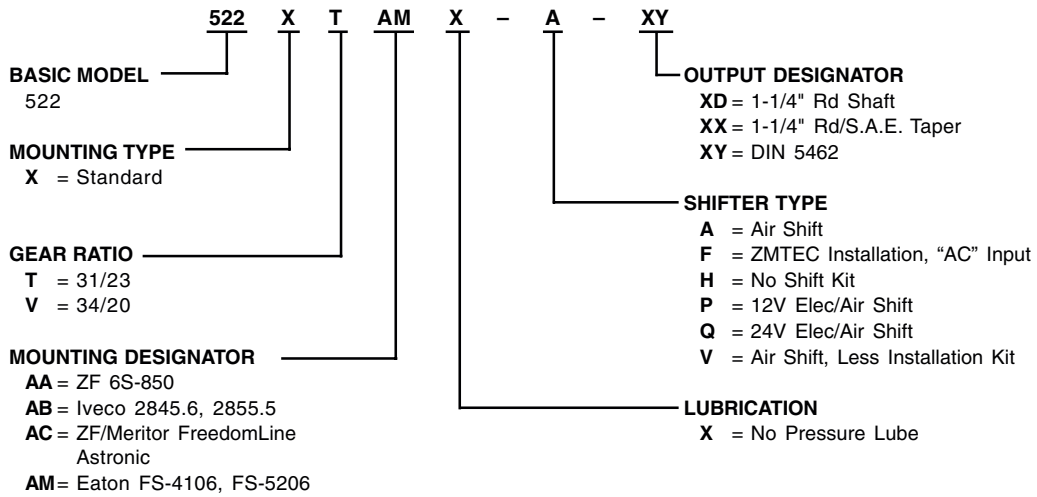 522 X T AM X – A – XY
BASIC MODEL
522
MOUNTING TYPE
X = Standard
GEAR RATIO
T = 31/23
V = 34/20
MOUNTING DESIGNATOR
AA = ZF 6S-850
AB = Iveco 2845.6, 2855.5
AC = ZF/Meritor FreedomLine
Astronic
AM = Eaton FS-4106, FS-5206
OUTPUT DESIGNATOR
XD = 1-1/4" Rd Shaft
XX = 1-1/4" Rd/S.A.E. Taper
XY = DIN 5462
SHIFTER TYPE
A = Air Shift
F = ZMTEC Installation, “AC” Input
H = No Shift Kit
P = 12V Elec/Air Shift
Q = 24V Elec/Air Shift
V = Air Shift, Less Installation Kit
LUBRICATION
X = No Pressure Lube